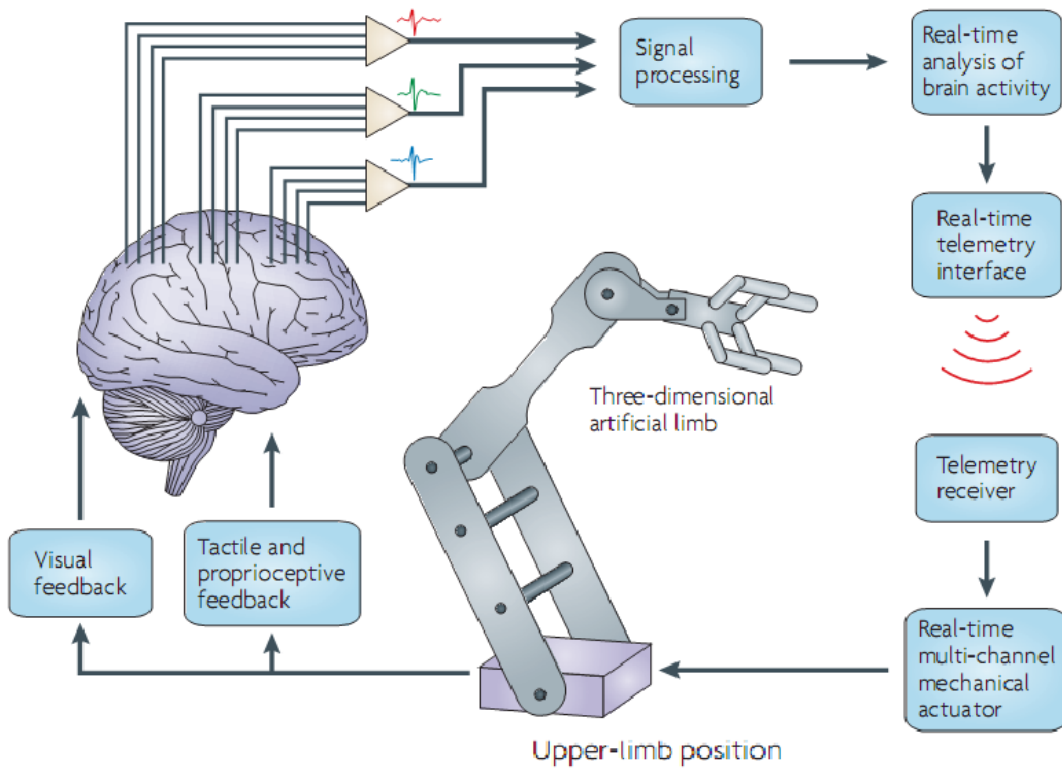 Signal
processing
Real-time
analysis of
brain activity
Real-time
telemetry
interface
Three-dimensional
artificial limb
Telemetry
receiver
Visual
feedback
Tactile and
proprioceptive
feedback
Real-time
multi-channel
mechanical
actuator
Upper-limb position